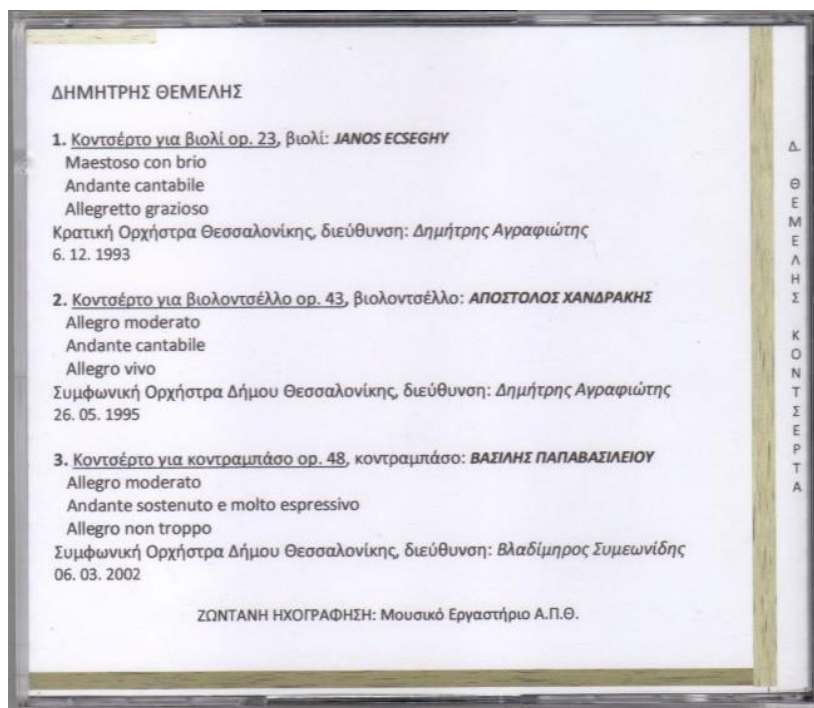 ΔΗΜΗΤΡΗΣ ΘΕΜΕΛΗΣ
1. Κοντσέρτο για βιολί op. 23, βιολί: JANOS ECSEGHY
Maestoso con brio
Andante cantabile
Allegretto grazioso
Κρατική Ορχήστρα Θεσσαλονίκης, διεύθυνση: Δημήτρης Αγραφιώτης
6. 12. 1993
2. Κοντσέρτο για βιολοντσέλλο op. 43, βιολοντσέλλο: ΑΠΟΣΤΟΛΟΣ ΧΑΝΔΡΑΚΗΣ
Allegro moderato
Andante cantabile
Allegro vivo
Συμφωνική Ορχήστρα Δήμου Θεσσαλονίκης, διεύθυνση: Δημήτρης Αγραφιώτης
26. 05. 1995
3. Κοντσέρτο για κοντραμπάσο op. 48, κοντραμπάσο: ΒΑΣΙΛΗΣ ΠΑΠΑΒΑΣΙΛΕΙΟΥ
Allegro moderato
Andante sostenuto e molto espressivo
Allegro non troppo
Συμφωνική Ορχήστρα Δήμου Θεσσαλονίκης, διεύθυνση: Βλαδίμηρος Συμεωνίδης
06. 03. 2002
ΖΩΝΤΑΝΗ ΗΧΟΓΡΑΦΗΣΗ: Μουσικό Εργαστήριο Α.Π.Θ.
Δ. ΘΕΜΕΛΗΣ ΚΟΝΤΣΕΡΤΑ